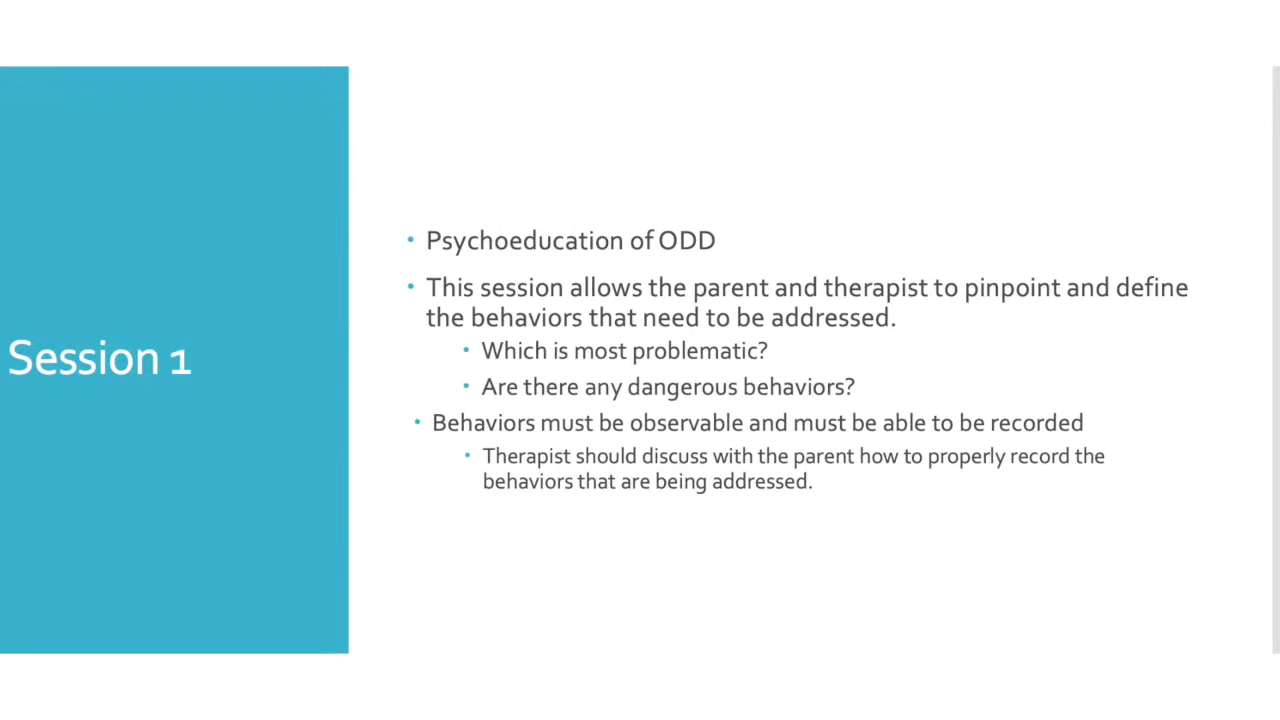 Session 1
• Psychoeducation of ODD
• This session allows the parent and therapist to pinpoint and define
the behaviors that need to be addressed.
• Which is most problematic?
• Are there any dangerous behaviors?
• Behaviors must be observable and must be able to be recorded
• Therapist should discuss with the parent how to properly record the
behaviors that are being addressed.